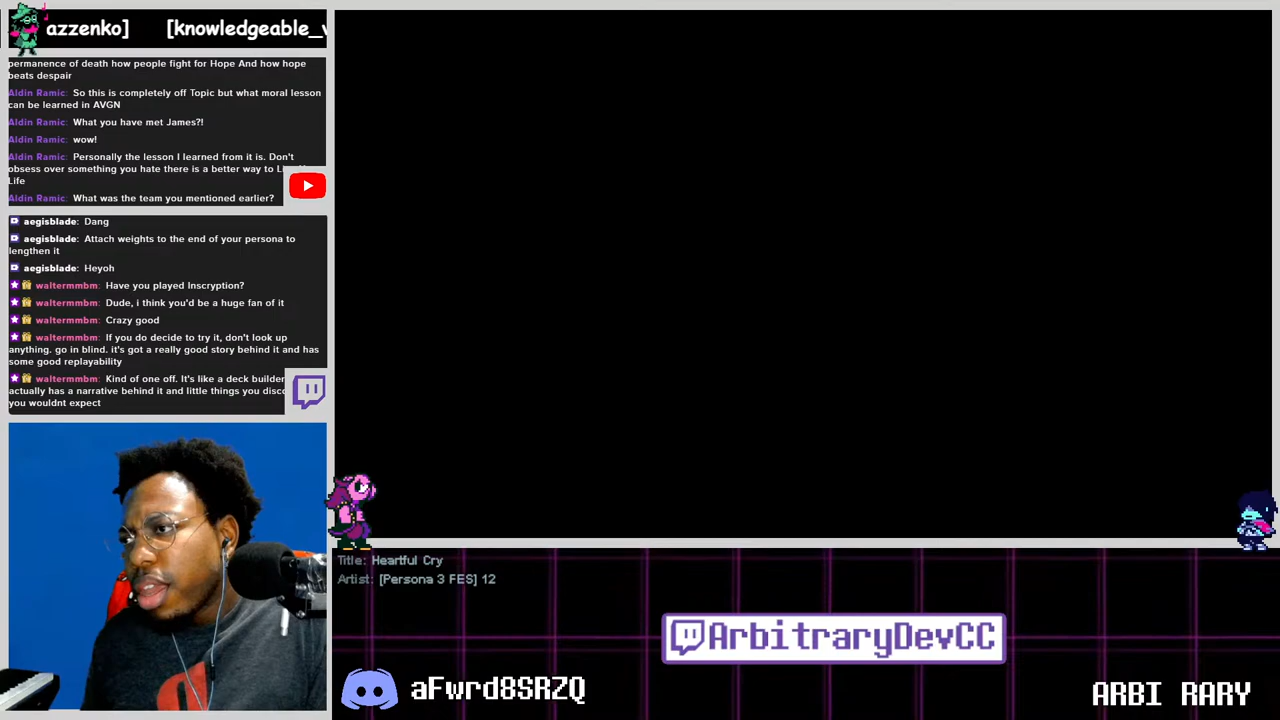 azzenko] [knowledgeable_
permanence of death how people fight for Hope And how hope
beats despair
Aldin Ramic: So this is completely off Topic but what moral lesson
can be learned in AVGN
Aldin Ramic: What you have met James?!
Aldin Ramic: wow!
Aldin Ramic: Personally the lesson I learned from it is. Don't
obsess over something you hate there is a better way to
Life
Aldin Ramic: What was the team you mentioned earlier?
aegisblade: Dang
aegisblade: Attach weights to the end of your persona to
lengthen it
aegisblade: Heyoh
waltermmbm: Have you played Inscryption?
waltermmbm: Dude, i think you'd be a huge fan of it
waltermmbm: Crazy good
waltermmbm: If you do decide to try it, don't look up
anything. go in blind. it's got a really good story behind it and has
some good replayability
waltermmbm: Kind of one off. It's like a deck builder
actually has a narrative behind it and little things you disc
you wouldnt expect
Title: Heartful Cry
Artist: [Persona 3 FES] 12
ArbitraryDevCC
aFwrd8SRZQ
ARBI RARY